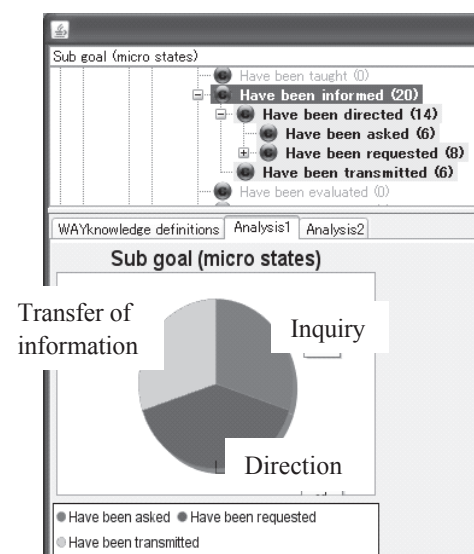 Sub goal (micro states)
Have been taught (0)
Have been informed (20)
Have been directed (14)
Have been asked (6)
Have been requested (8)
Have been transmitted (6)
Have been evaluated (0)
WAYknowledge definitions Analysis1 Analysis2
Sub goal (micro states)
Transfer of
information
Inquiry
Direction
Have been asked Have been requested
Have been transmitted